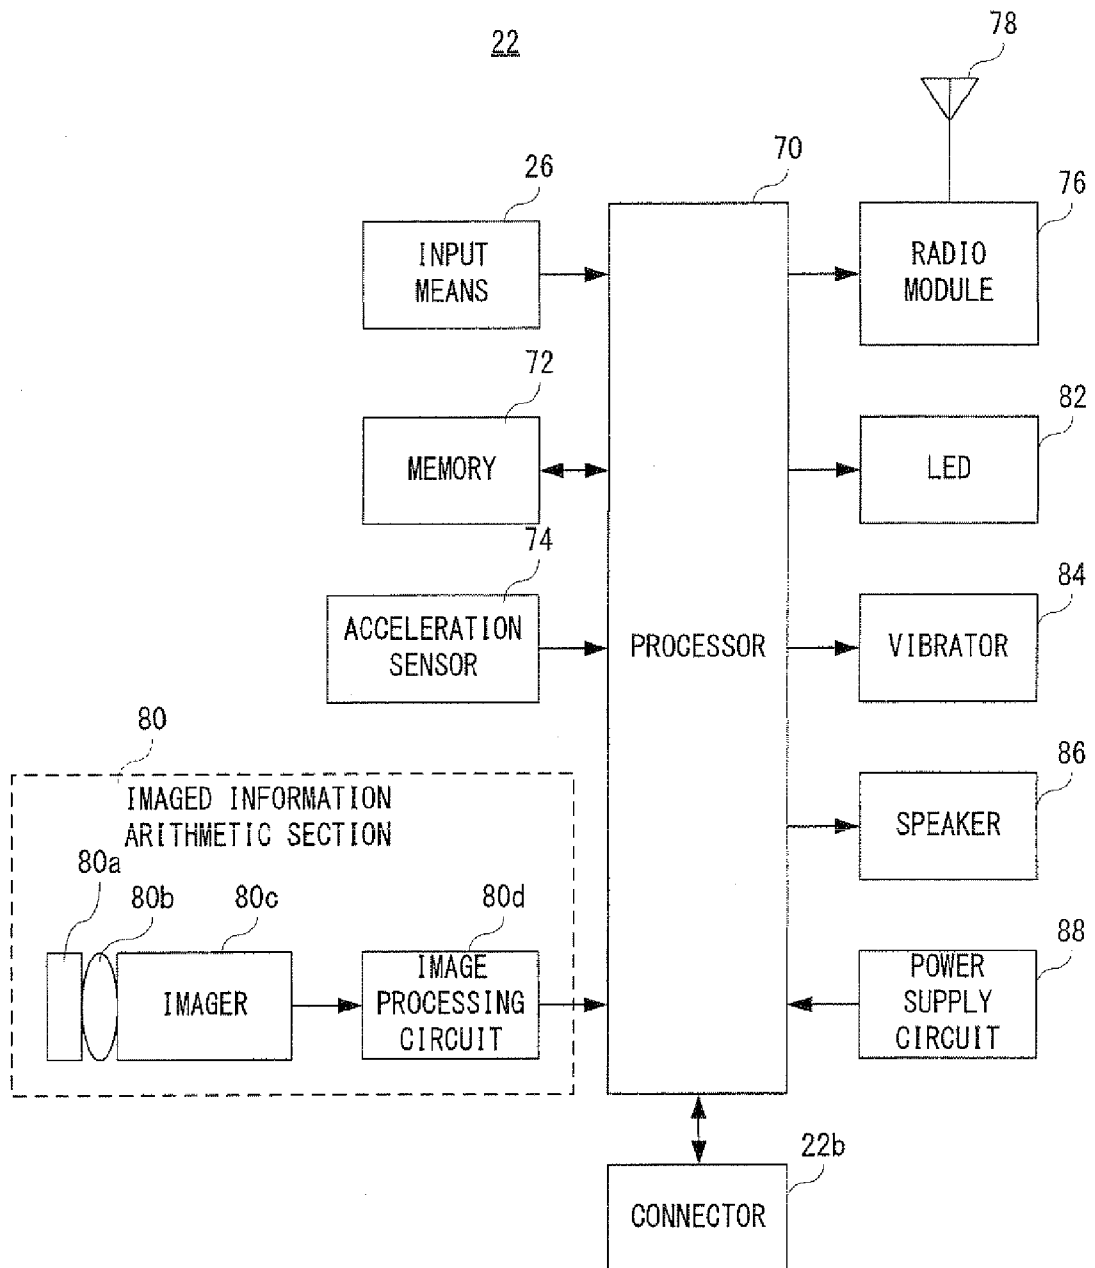 22
78
70
26
76
INPUT
MEANS
RADIO
MODULE
72
82
MEMORY
LED
74
84
ACCELERATION
SENSOR
PROCESSOR
VIBRATOR
80
86
IMAGED INFORMATION
ARITHMETIC SECTION
SPEAKER
80a
80b
80c
80d
88
IMAGER
IMAGE
PROCESSING
CIRCUIT
POWER
SUPPLY
CIRCUIT
22b
CONNECTOR